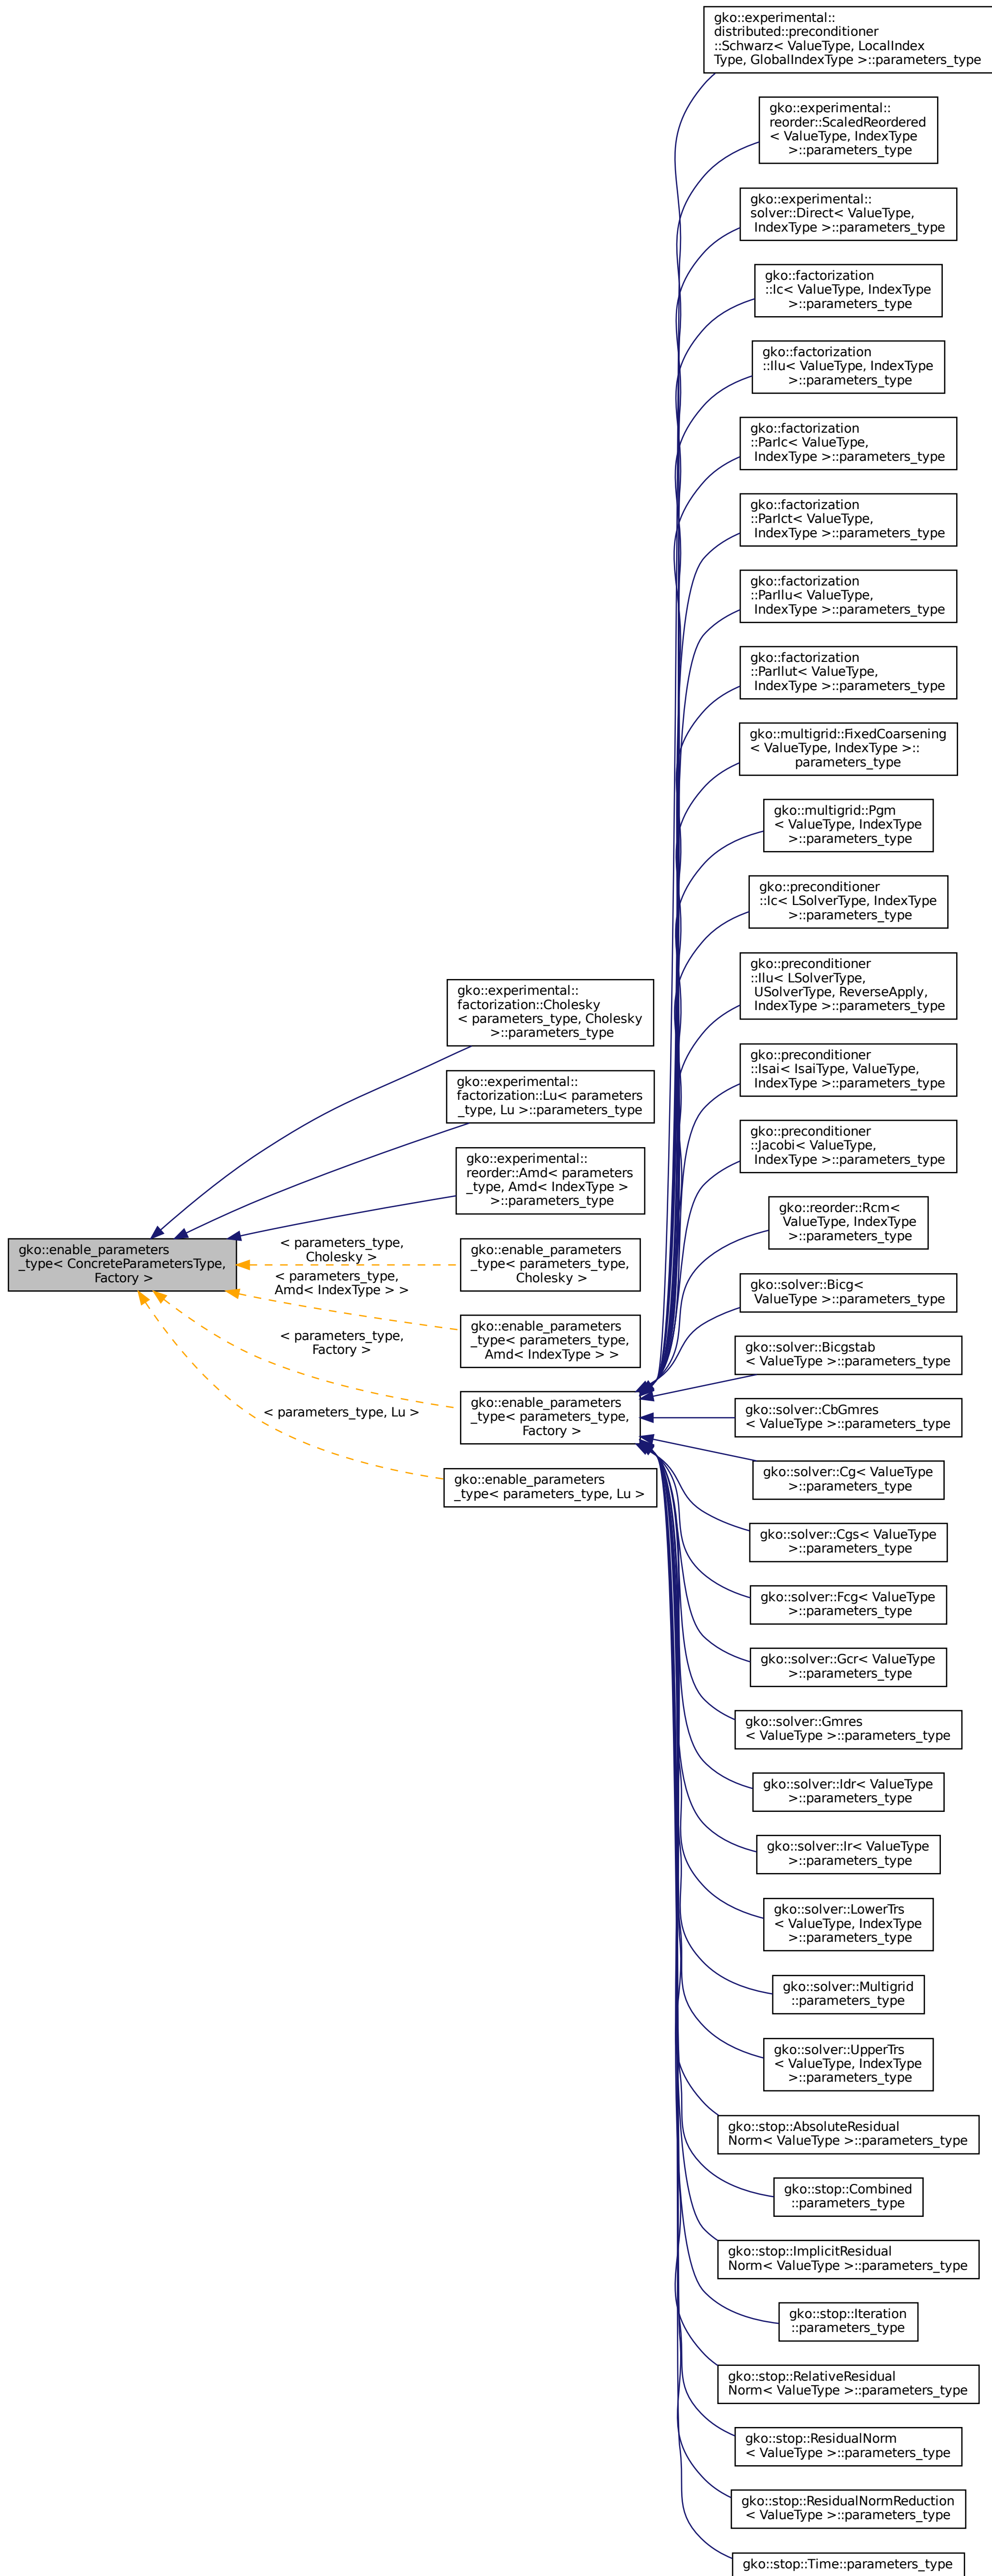 gko::experimental::
distributed::preconditioner
::Schwarz< ValueType, LocalIndex
Type, GlobalIndexType >::parameters_type
gko::experimental::
reorder::ScaledReordered
< ValueType, IndexType
>::parameters_type
gko::experimental::
solver::Direct< ValueType,
IndexType >::parameters_type
gko::factorization
::Ic< ValueType, IndexType
>::parameters_type
gko::factorization
::Ilu< ValueType, IndexType
>::parameters_type
gko::factorization
::ParIc< ValueType,
IndexType >::parameters_type
gko::factorization
::ParIct< ValueType,
IndexType >::parameters_type
gko::factorization
::ParIlu< ValueType,
IndexType >::parameters_type
gko::factorization
::ParIlut< ValueType,
IndexType >::parameters_type
gko::multigrid::FixedCoarsening
< ValueType, IndexType >::
parameters_type
gko::multigrid::Pgm
< ValueType, IndexType
>::parameters_type
gko::preconditioner
::Ic< LSolverType, IndexType
>::parameters_type
gko::preconditioner
::Ilu< LSolverType,
USolverType, ReverseApply,
IndexType >::parameters_type
gko::experimental::
factorization::Cholesky
< parameters_type, Cholesky
>::parameters_type
gko::preconditioner
::Isai< IsaiType, ValueType,
IndexType >::parameters_type
gko::experimental::
factorization::Lu< parameters
_type, Lu >::parameters_type
gko::preconditioner
::Jacobi< ValueType,
IndexType >::parameters_type
gko::experimental::
reorder::Amd< parameters
_type, Amd< IndexType >
>::parameters_type
gko::reorder::Rcm<
ValueType, IndexType
>::parameters_type
gko::enable_parameters
_type< ConcreteParametersType,
Factory >
< parameters_type,
Cholesky >
gko::enable_parameters
_type< parameters_type,
Cholesky >
< parameters_type,
Amd< IndexType > >
gko::solver::Bicg<
ValueType >::parameters_type
gko::enable_parameters
_type< parameters_type,
Amd< IndexType > >
< parameters_type,
Factory >
gko::solver::Bicgstab
< ValueType >::parameters_type
gko::enable_parameters
_type< parameters_type,
Factory >
< parameters_type, Lu >
gko::solver::CbGmres
< ValueType >::parameters_type
gko::enable_parameters
_type< parameters_type, Lu >
gko::solver::Cg< ValueType
>::parameters_type
gko::solver::Cgs< ValueType
>::parameters_type
gko::solver::Fcg< ValueType
>::parameters_type
gko::solver::Gcr< ValueType
>::parameters_type
gko::solver::Gmres
< ValueType >::parameters_type
gko::solver::Idr< ValueType
>::parameters_type
gko::solver::Ir< ValueType
>::parameters_type
gko::solver::LowerTrs
< ValueType, IndexType
>::parameters_type
gko::solver::Multigrid
::parameters_type
gko::solver::UpperTrs
< ValueType, IndexType
>::parameters_type
gko::stop::AbsoluteResidual
Norm< ValueType >::parameters_type
gko::stop::Combined
::parameters_type
gko::stop::ImplicitResidual
Norm< ValueType >::parameters_type
gko::stop::Iteration
::parameters_type
gko::stop::RelativeResidual
Norm< ValueType >::parameters_type
gko::stop::ResidualNorm
< ValueType >::parameters_type
gko::stop::ResidualNormReduction
< ValueType >::parameters_type
gko::stop::Time::parameters_type